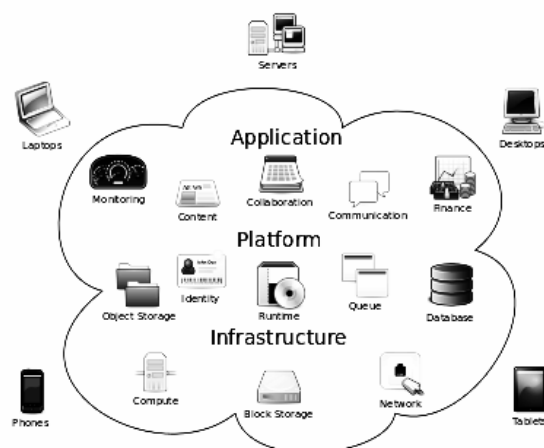 Servers
Laptops
Desktops
Application
Monitoring
Content
Collaboration
Communication
Finance
Platform
Object Storage
Identity
Runtime
Queue
Database
Infrastructure
Phones
Compute
Block Storage
Network
Tablets